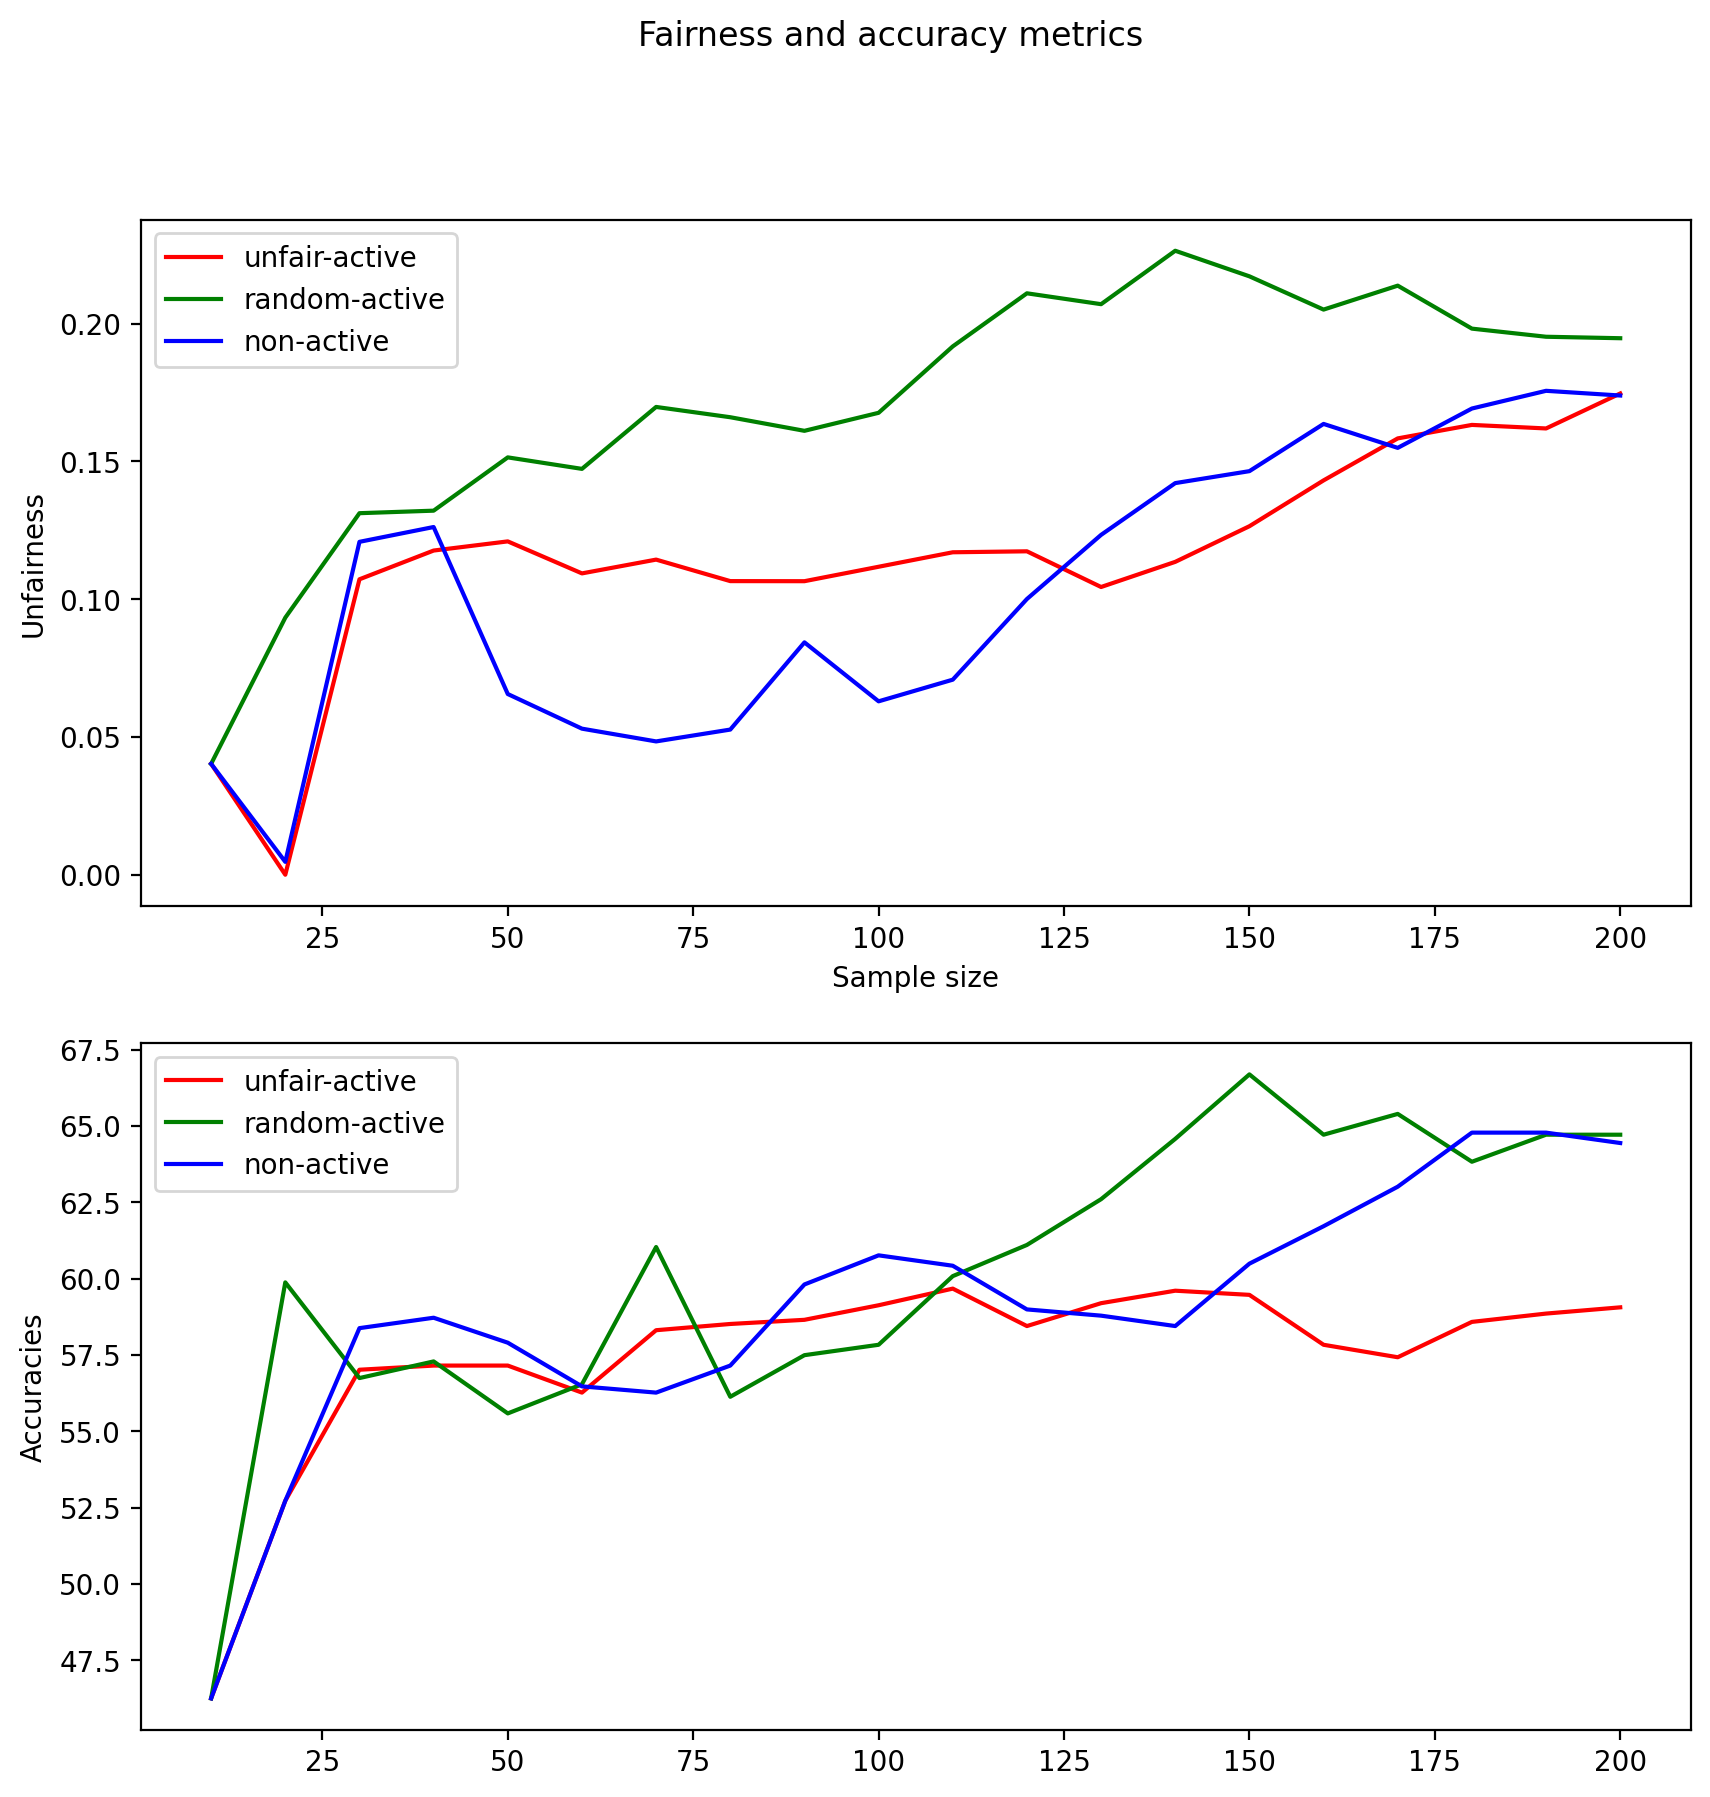 Fairness and accuracy metrics
unfair-active
random-active
non-active
0.20
0.15
0.10
0.05
0.00
Unfairness
25 50 75 100 125 150 175 200
Sample size
unfair-active
random-active
non-active
67.5
65.0
62.5
60.0
57.5
55.0
52.5
50.0
47.5
Accuracies
25 50 75 100 125 150 175 200